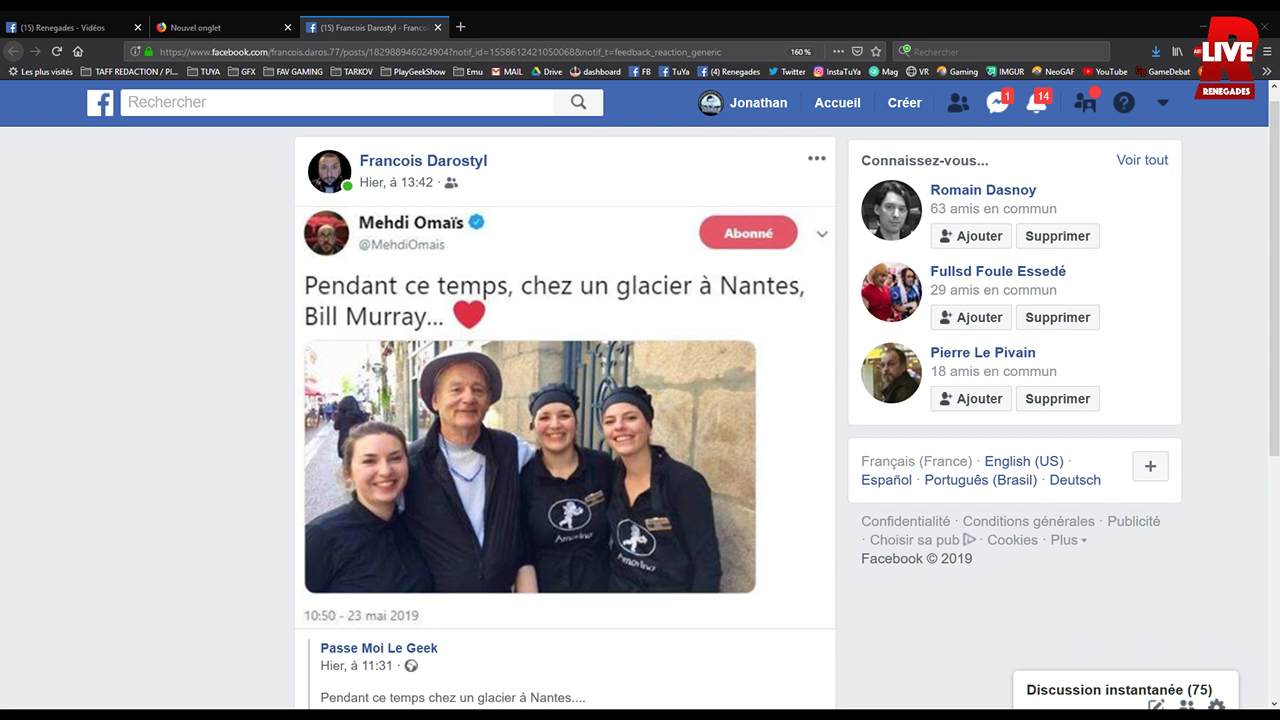 (15) Renegades - Vidéos
Nouvel onglet
(15) Francois Darostyl - Franco
https://www.facebook.com/francois.daros.77/posts/182988946024904?notif_id=1558612421050068&notif_t=feedback_reaction_generic
160 %
Rechercher
Les plus visités
TAFF REDACTION / PI...
TUYA
GFX
FAV GAMING
TARKOV
PlayGeekShow
Emu
MAIL
Drive
dashboard
FB
TuYa
(4) Renegades
Twitter
InstaTuYa
Mag
VR
Gaming
IMGUR
NeoGAF
YouTube
GameDebat
LIVE
RENEGADES
Rechercher
Jonathan
Accueil
Créer
1
14
Francois Darostyl
Hier, à 13:42
Mehdi Omaïs
@MehdiOmais
Abonné
Pendant ce temps, chez un glacier à Nantes,
Bill Murray...
Amorino
Amorino
10:50 - 23 mai 2019
Passe Moi Le Geek
Hier, à 11:31
Pendant ce temps chez un glacier à Nantes....
Connaissez-vous...
Voir tout
Romain Dasnoy
63 amis en commun
Ajouter
Supprimer
Fullsd Foule Essedé
29 amis en commun
Ajouter
Supprimer
Pierre Le Pivain
18 amis en commun
Ajouter
Supprimer
Français (France) · English (US) ·
Español · Português (Brasil) · Deutsch
Confidentialité · Conditions générales · Publicité
· Choisir sa pub · Cookies · Plus
Facebook © 2019
Discussion instantanée (75)